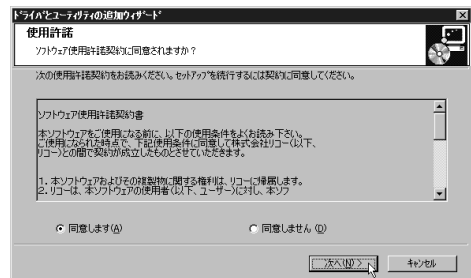 ドライバとユーティリティの追加ウィザード
使用許諾
ソフトウェア使用許諾契約に同意されますか？
次の使用許諾契約をお読みください。セットアップを続行するには契約に同意してください。
ソフトウェア使用許諾契約書
本ソフトウェアをご使用になる前に、以下の使用条件をよくお読み下さい。
ご使用になられた時点で、下記使用条件に同意して株式会社リコー（以下、
リコー）との間で契約が成立したものとさせていただきます。
1. 本ソフトウェアおよびその複製物に関する権利は、リコーに帰属します。
2. リコーは、本ソフトウェアの使用者（以下、ユーザー）に対し、本ソフ
同意します(A)
同意しません (D)
次へ(N) >
キャンセル